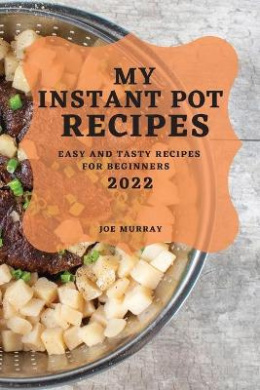 MY
INSTANT POT
RECIPES
EASY AND TASTY RECIPES
FOR BEGINNERS
2022
JOE MURRAY